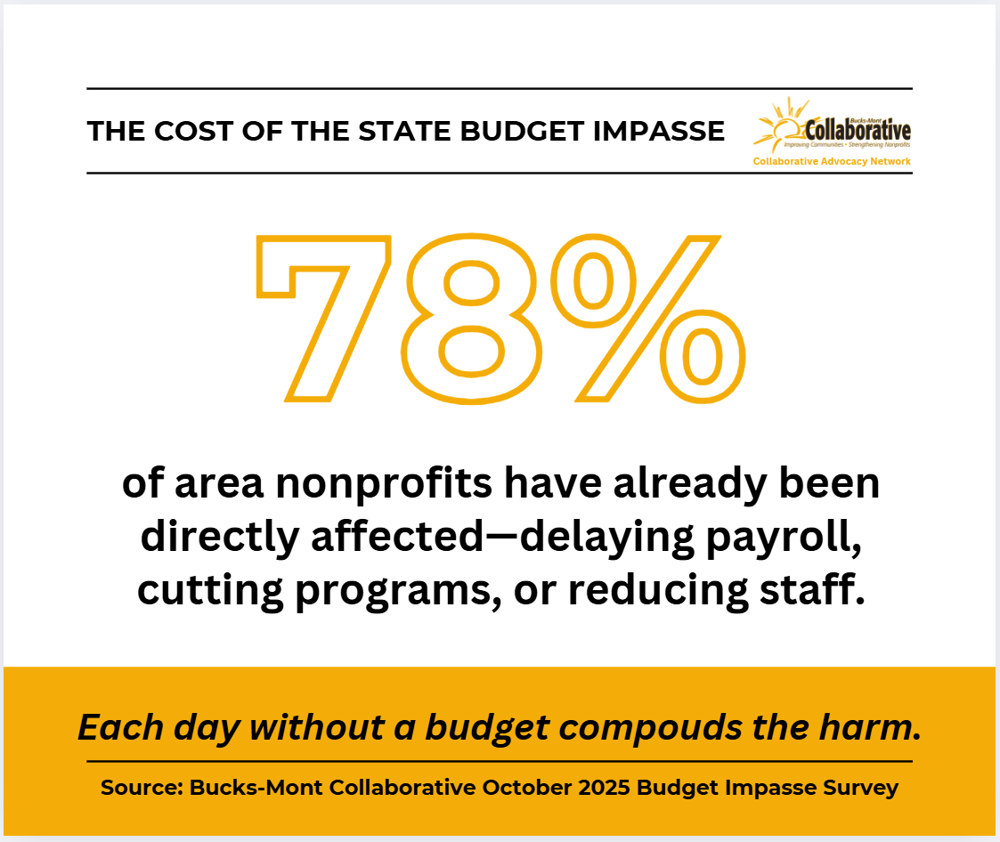 THE COST OF THE STATE BUDGET IMPASSE
Bucks-Mont
Collaborative
Improving Communities • Strengthening Nonprofits
Collaborative Advocacy Network
78%
of area nonprofits have already been
directly affected—delaying payroll,
cutting programs, or reducing staff.
Each day without a budget compouds the harm.
Source: Bucks-Mont Collaborative October 2025 Budget Impasse Survey